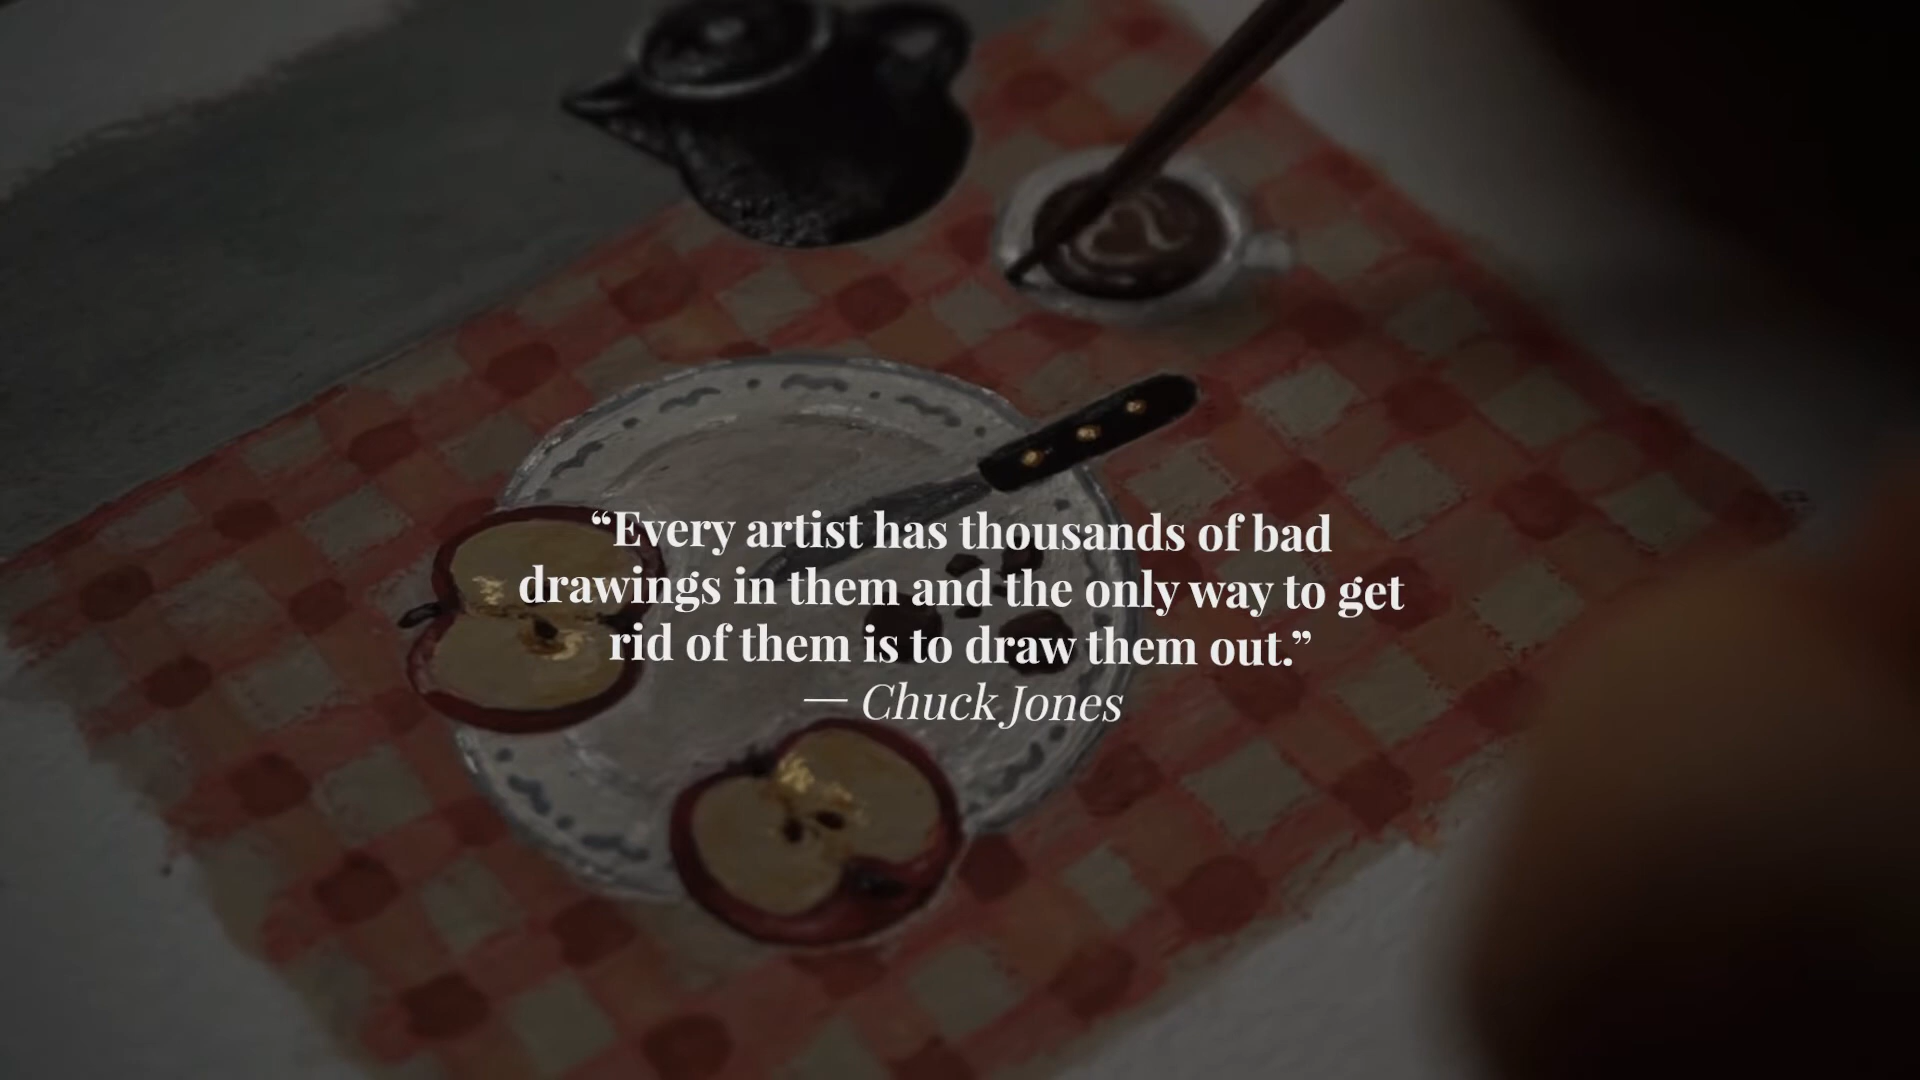 “Every artist has thousands of bad
drawings in them and the only way to get
rid of them is to draw them out.”
— Chuck Jones